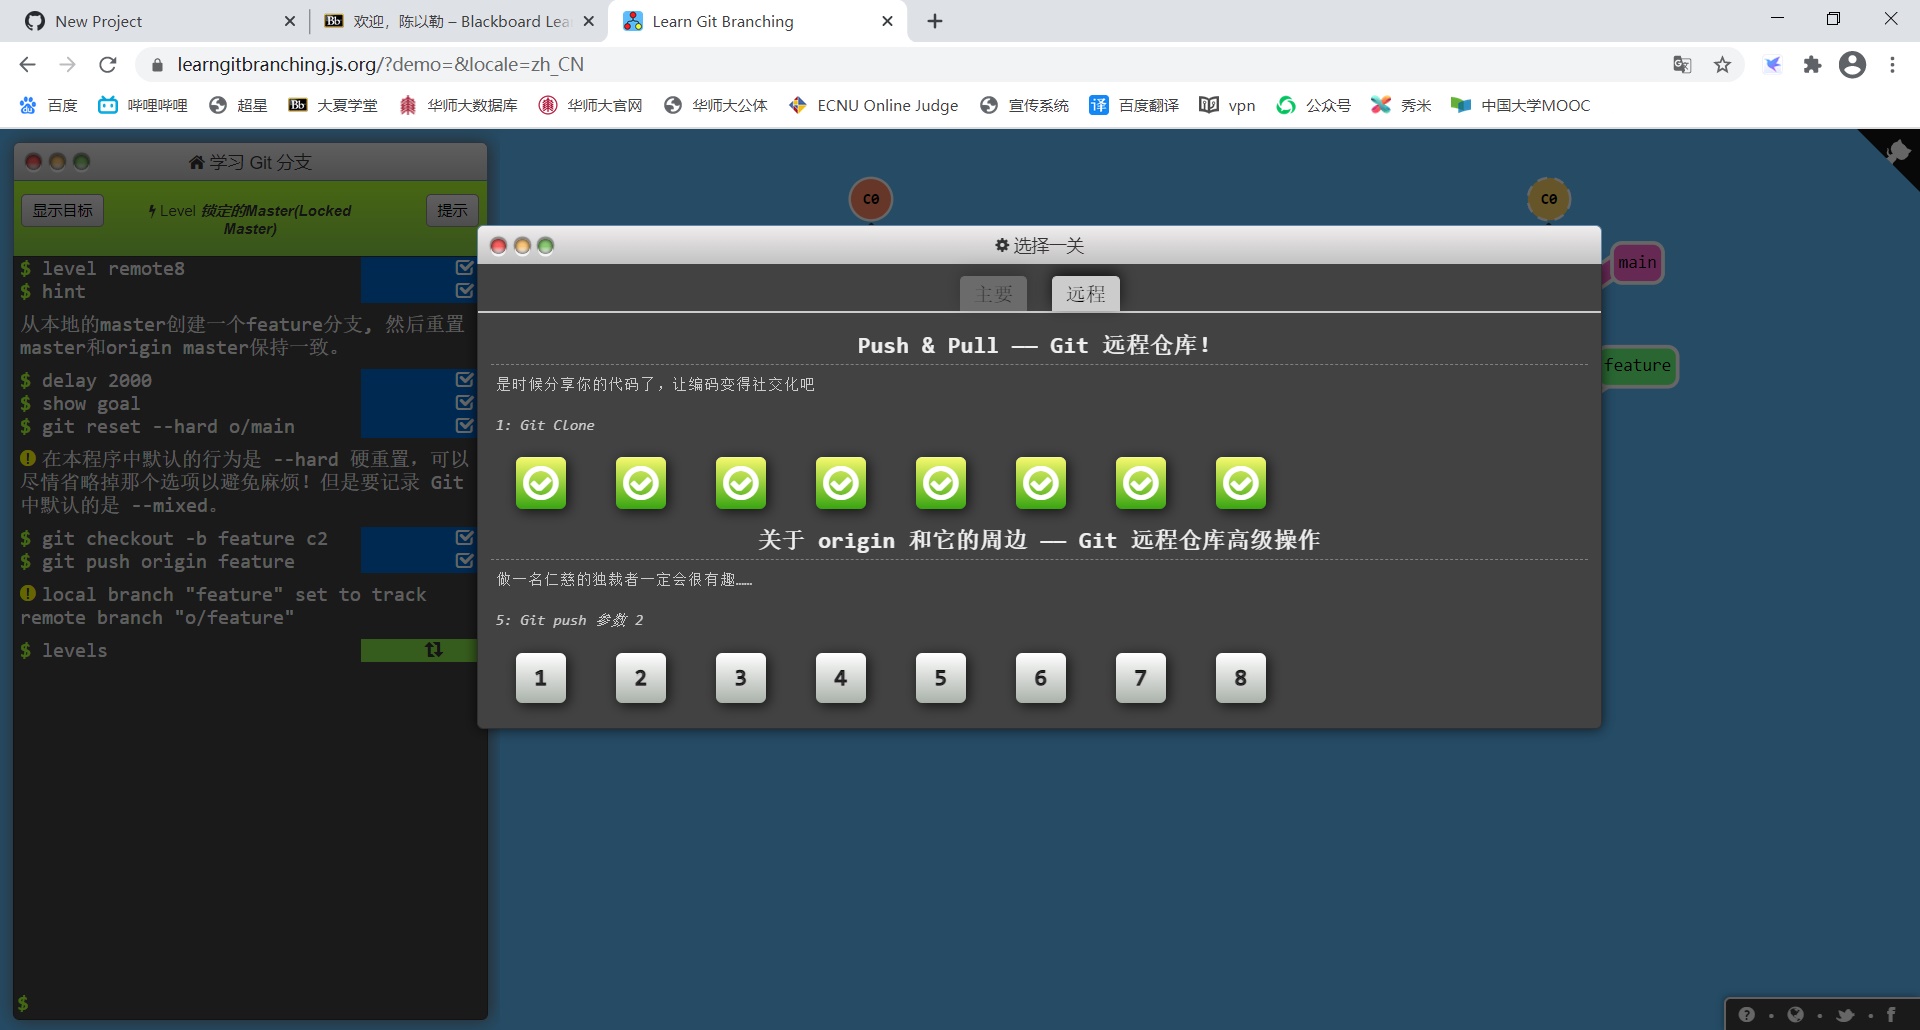 New Project
欢迎，陈以勒 – Blackboard Lea
Learn Git Branching
learngitbranching.js.org/?demo=&locale=zh_CN
百度
哔哩哔哩
超星
Bb
大夏学堂
华师大数据库
华师大官网
华师大公体
ECNU Online Judge
宣传系统
译
百度翻译
vpn
公众号
秀米
中国大学MOOC
学习 Git 分支
显示目标
Level 锁定的Master(Locked
Master)
提示
$ level remote8
$ hint
从本地的master创建一个feature分支, 然后重置
master和origin master保持一致。
$ delay 2000
$ show goal
$ git reset --hard o/main
在本程序中默认的行为是 --hard 硬重置，可以
尽情省略掉那个选项以避免麻烦！但是要记录 Git
中默认的是 --mixed。
$ git checkout -b feature c2
$ git push origin feature
local branch "feature" set to track
remote branch "o/feature"
$ levels
$
C0
C0
main
feature
选择一关
主要
远程
Push & Pull —— Git 远程仓库！
是时候分享你的代码了，让编码变得社交化吧
1: Git Clone
关于 origin 和它的周边 —— Git 远程仓库高级操作
做一名仁慈的独裁者一定会很有趣……
5: Git push 参数 2
1 2 3 4 5 6 7 8